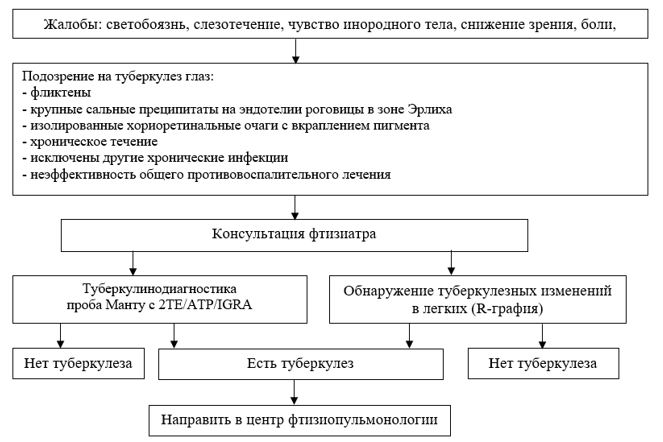 Жалобы: светобоязнь, слезотечение, чувство инородного тела, снижение зрения, боли,
Подозрение на туберкулез глаз:
- фликтены
- крупные сальные преципитаты на эндотелии роговицы в зоне Эрлиха
- изолированные хориоретинальные очаги с вкраплением пигмента
- хроническое течение
- исключены другие хронические инфекции
- неэффективность общего противовоспалительного лечения
Консультация фтизиатра
Туберкулинодиагностика
проба Манту с 2ТЕ/АТР/IGRA
Обнаружение туберкулезных изменений
в легких (R-графия)
Нет туберкулеза
Есть туберкулез
Нет туберкулеза
Направить в центр фтизиопульмонологии